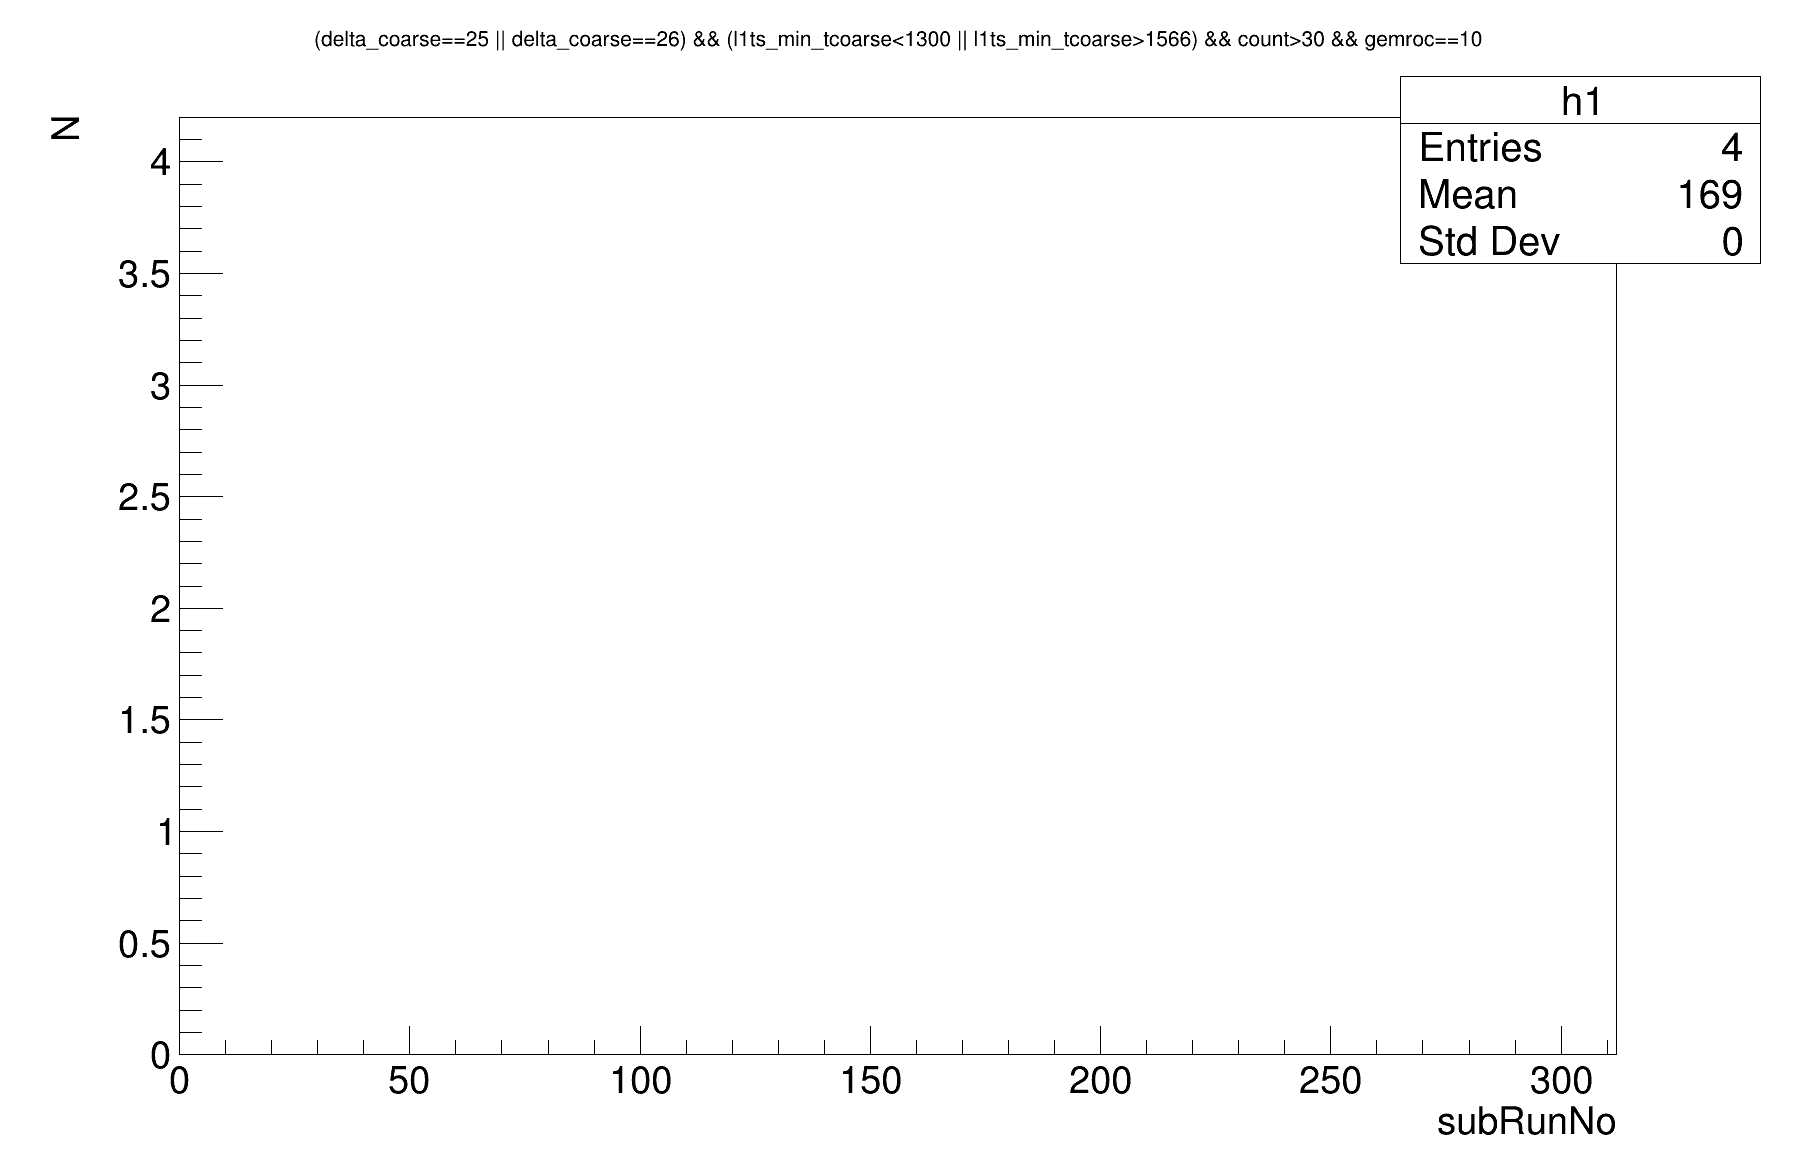 (delta_coarse==25 || delta_coarse==26) && (l1ts_min_tcoarse<1300 || l1ts_min_tcoarse>1566) && count>30 && gemroc==10
h1
Entries 4
Mean 169
Std Dev 0
N
4
3.5
3
2.5
2
1.5
1
0.5
0
0 50 100 150 200 250 300
subRunNo